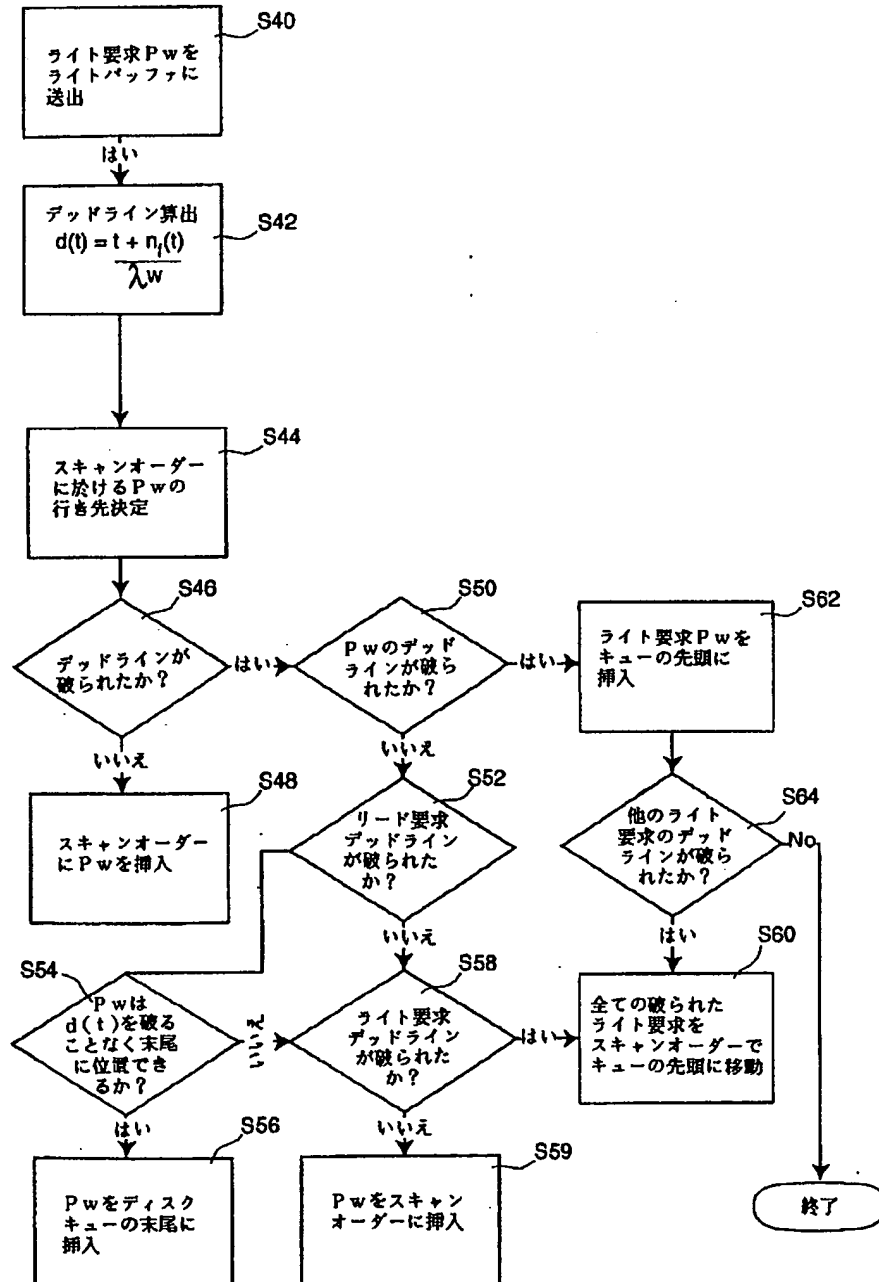 S40
ライト要求Pwを
ライトバッファに
送出
はい
S42
デッドライン算出
d(t) = t + n_f(t)
λw
S44
スキャンオーダー
に於けるPwの
行き先決定
S46
デッドラインが
破られたか?
はい
いいえ
S50
Pwのデッド
ラインが破ら
れたか?
はい
いいえ
S62
ライト要求Pwを
キューの先頭に
挿入
S48
スキャンオーダー
にPwを挿入
S52
リード要求
デッドライン
が破られた
か?
いいえ
S64
他のライト
要求のデッド
ラインが破ら
れたか?
No
はい
S54
Pwは
d(t)を破る
ことなく末尾
に位置でき
るか?
いいえ
はい
S58
ライト要求
デッドライン
が破られた
か?
はい
いいえ
S60
全ての破られた
ライト要求を
スキャンオーダーで
キューの先頭に移動
S56
Pwをディスク
キューの末尾に
挿入
S59
Pwをスキャン
オーダーに挿入
終了